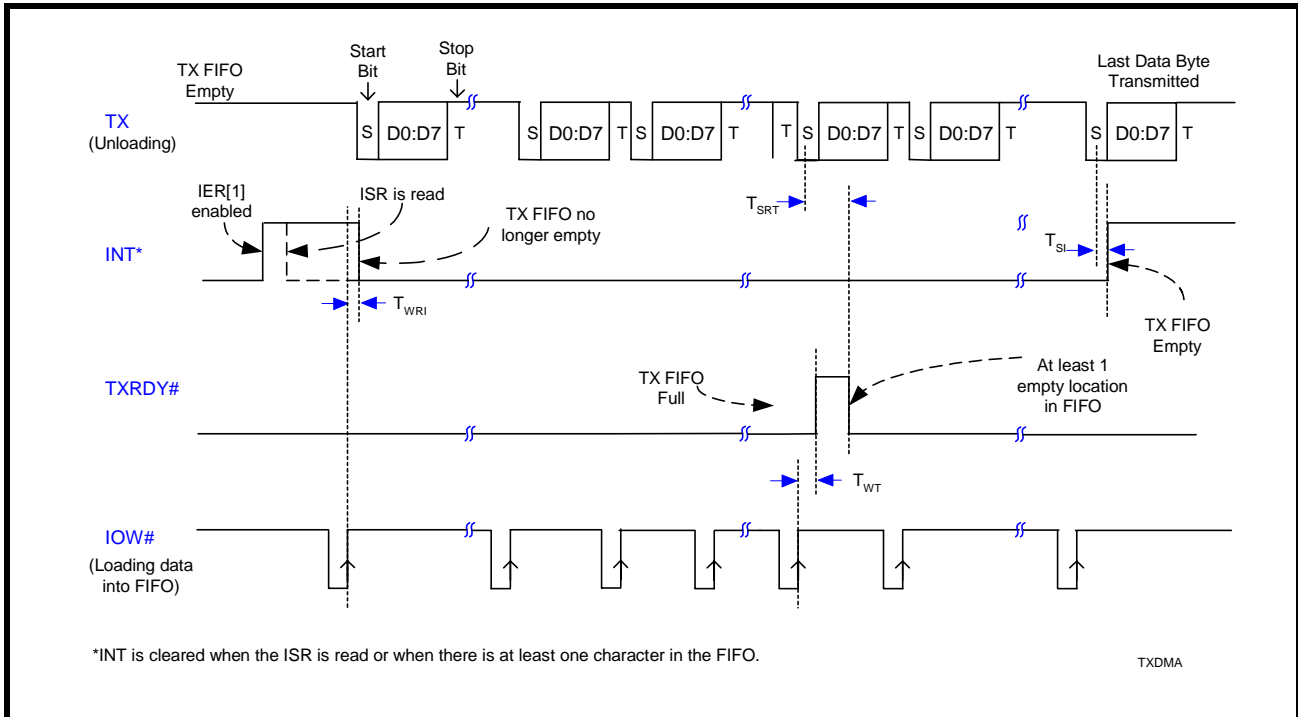 TX FIFO
Empty
Start
Bit
Stop
Bit
Last Data Byte
Transmitted
TX
(Unloading)
S D0:D7 T S D0:D7 T S D0:D7 T T S D0:D7 T S D0:D7 T S D0:D7 T
IER[1]
enabled
ISR is read
TX FIFO no
longer empty
TSRT
TSI
INT*
TWRI
TX FIFO
Empty
TXRDY#
TX FIFO
Full
At least 1
empty location
in FIFO
TWT
IOW#
(Loading data
into FIFO)
*INT is cleared when the ISR is read or when there is at least one character in the FIFO.
TXDMA